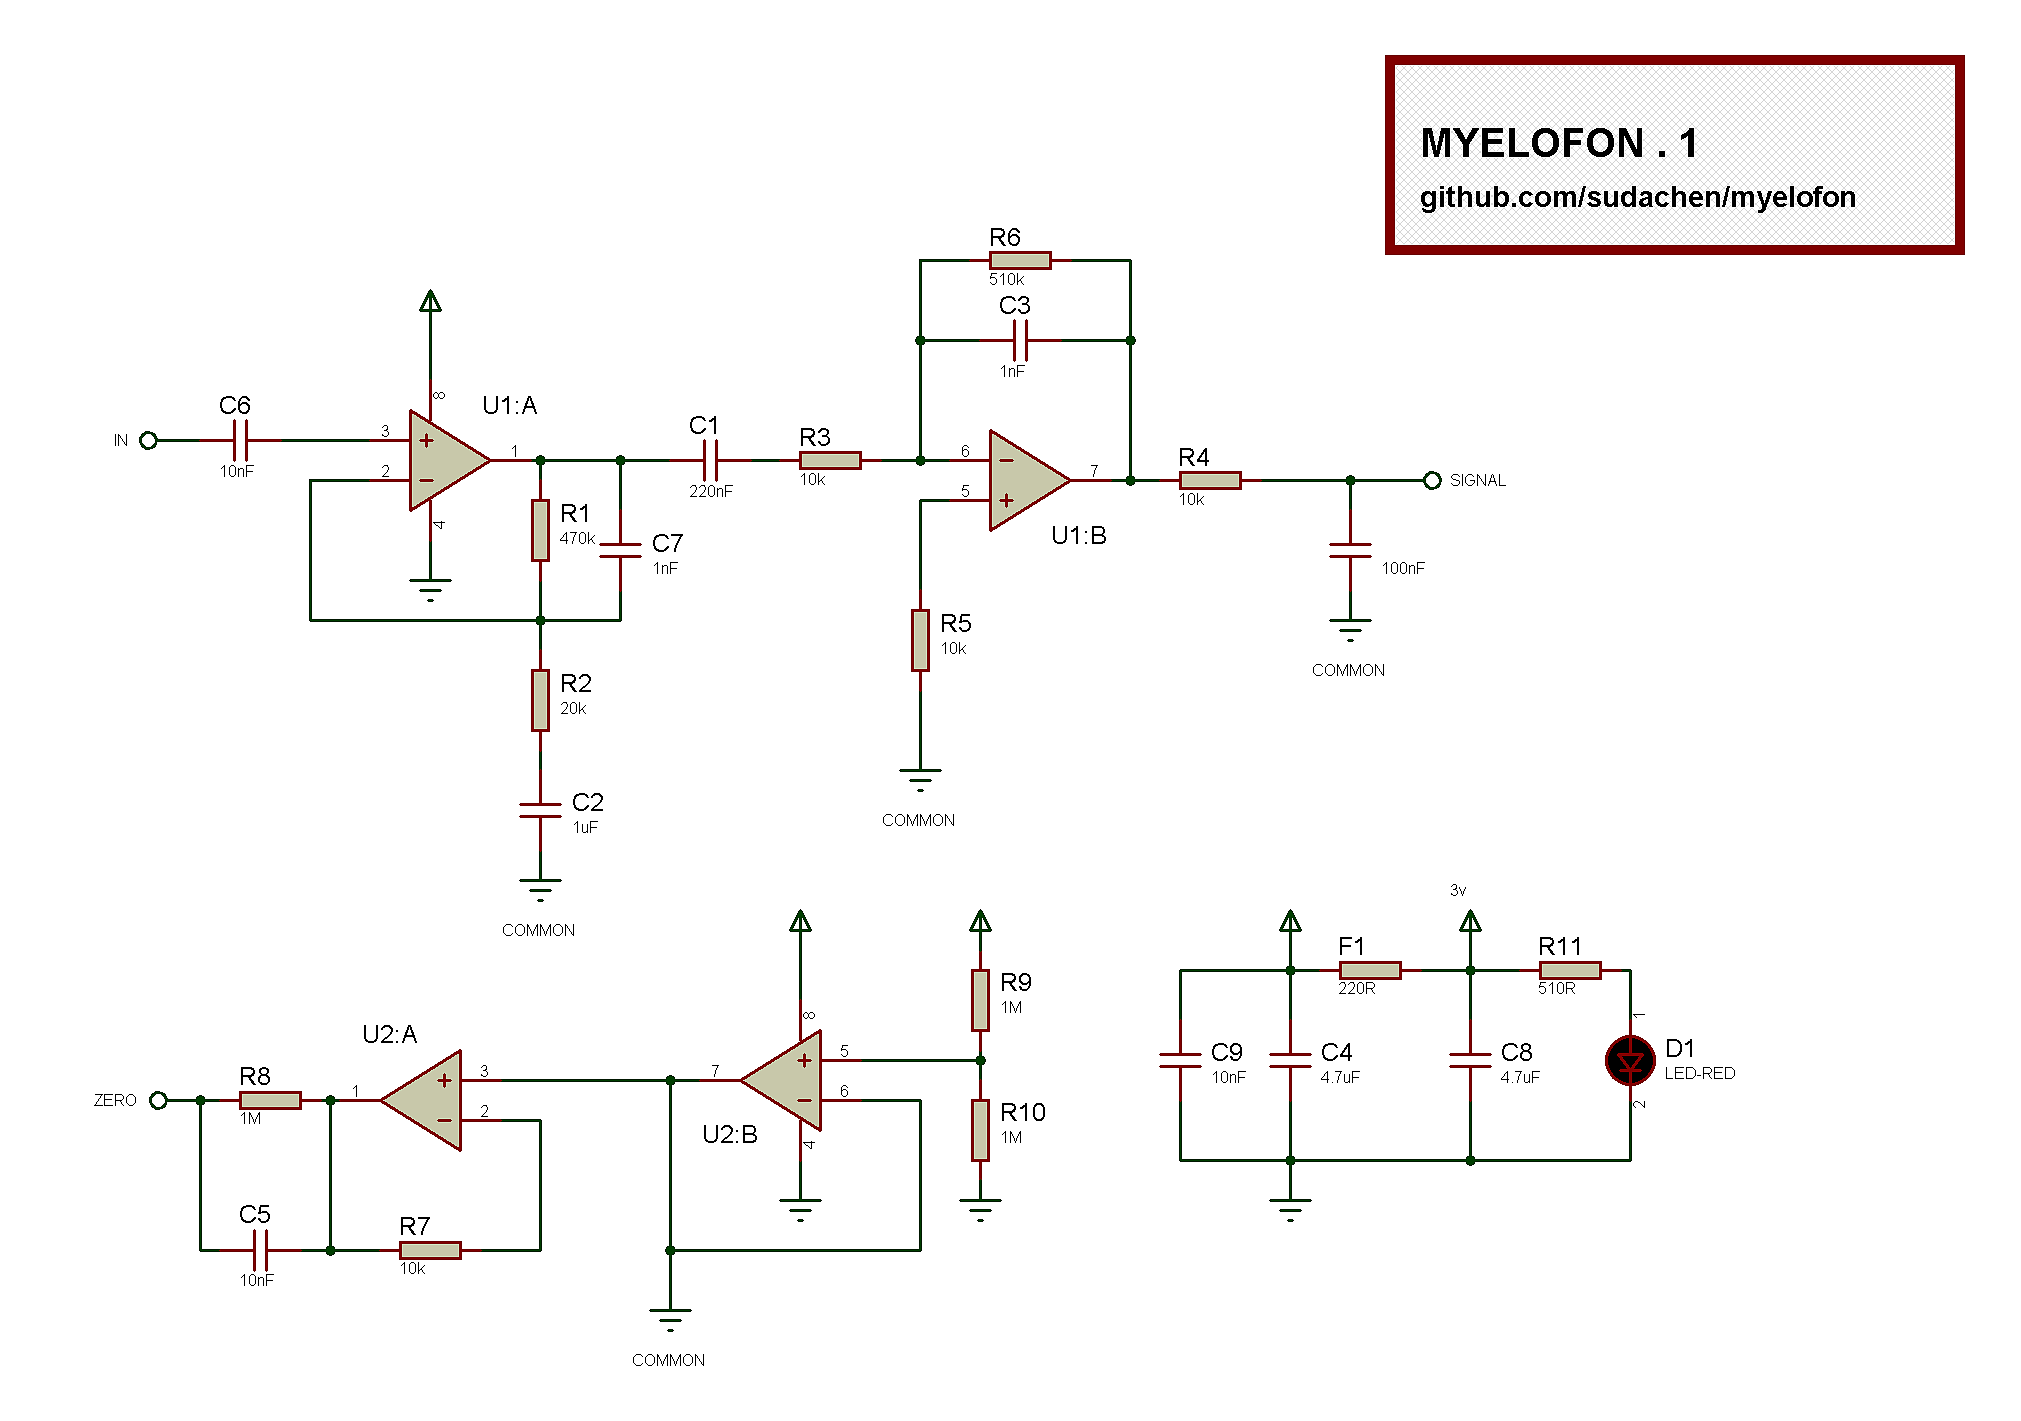 MYELOFON . 1
github.com/sudachen/myelofon
R6
510k
C3
1nF
8
U1:A
C6
IN
10nF
3
2
1
4
C1
220nF
R3
10k
6
5
7
U1:B
R4
10k
SIGNAL
R1
470k
C7
1nF
100nF
COMMON
R5
10k
R2
20k
C2
1uF
COMMON
COMMON
3v
U2:A
R8
ZERO
1M
1
3
2
C5
10nF
R7
10k
8
7
5
6
4
U2:B
R9
1M
R10
1M
COMMON
F1
220R
R11
510R
C9
10nF
C4
4.7uF
C8
4.7uF
1
D1
LED-RED
2